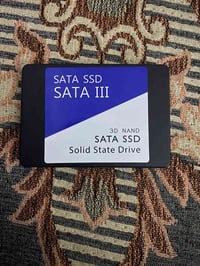 SATA SSD
SATA III
3D NAND
SATA SSD
Solid State Drive